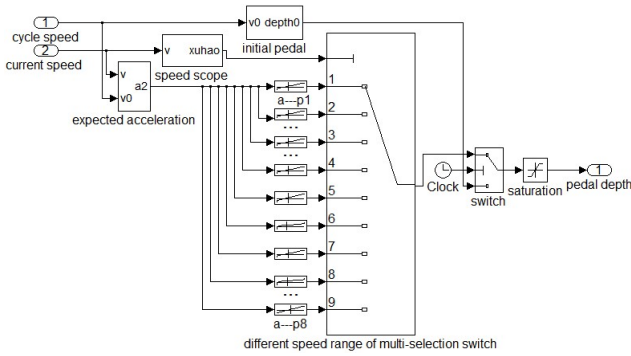 1
cycle speed
2
current speed
v0 depth0
initial pedal
v xuhao
speed scope
v
v0
a2
expected acceleration
a---p1
...
...
a---p8
1
2
3
4
5
6
7
8
9
different speed range of multi-selection switch
Clock
switch
saturation
1
pedal depth